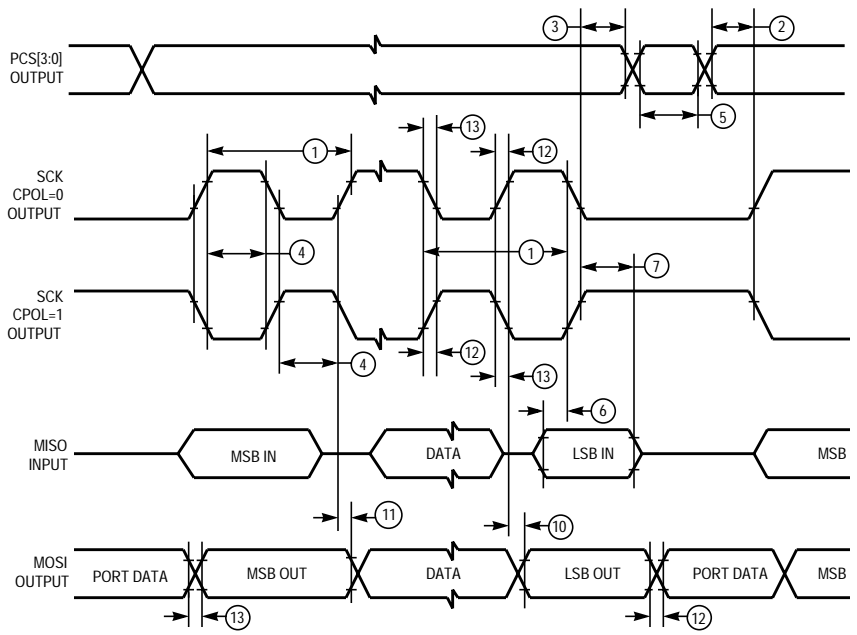 3
2
PCS[3:0]
OUTPUT
5
13
12
1
SCK
CPOL=0
OUTPUT
4
1
7
SCK
CPOL=1
OUTPUT
4
12
13
6
MISO
INPUT
MSB IN
DATA
LSB IN
MSB
11
10
MOSI
OUTPUT
PORT DATA
MSB OUT
DATA
LSB OUT
PORT DATA
MSB
13
12